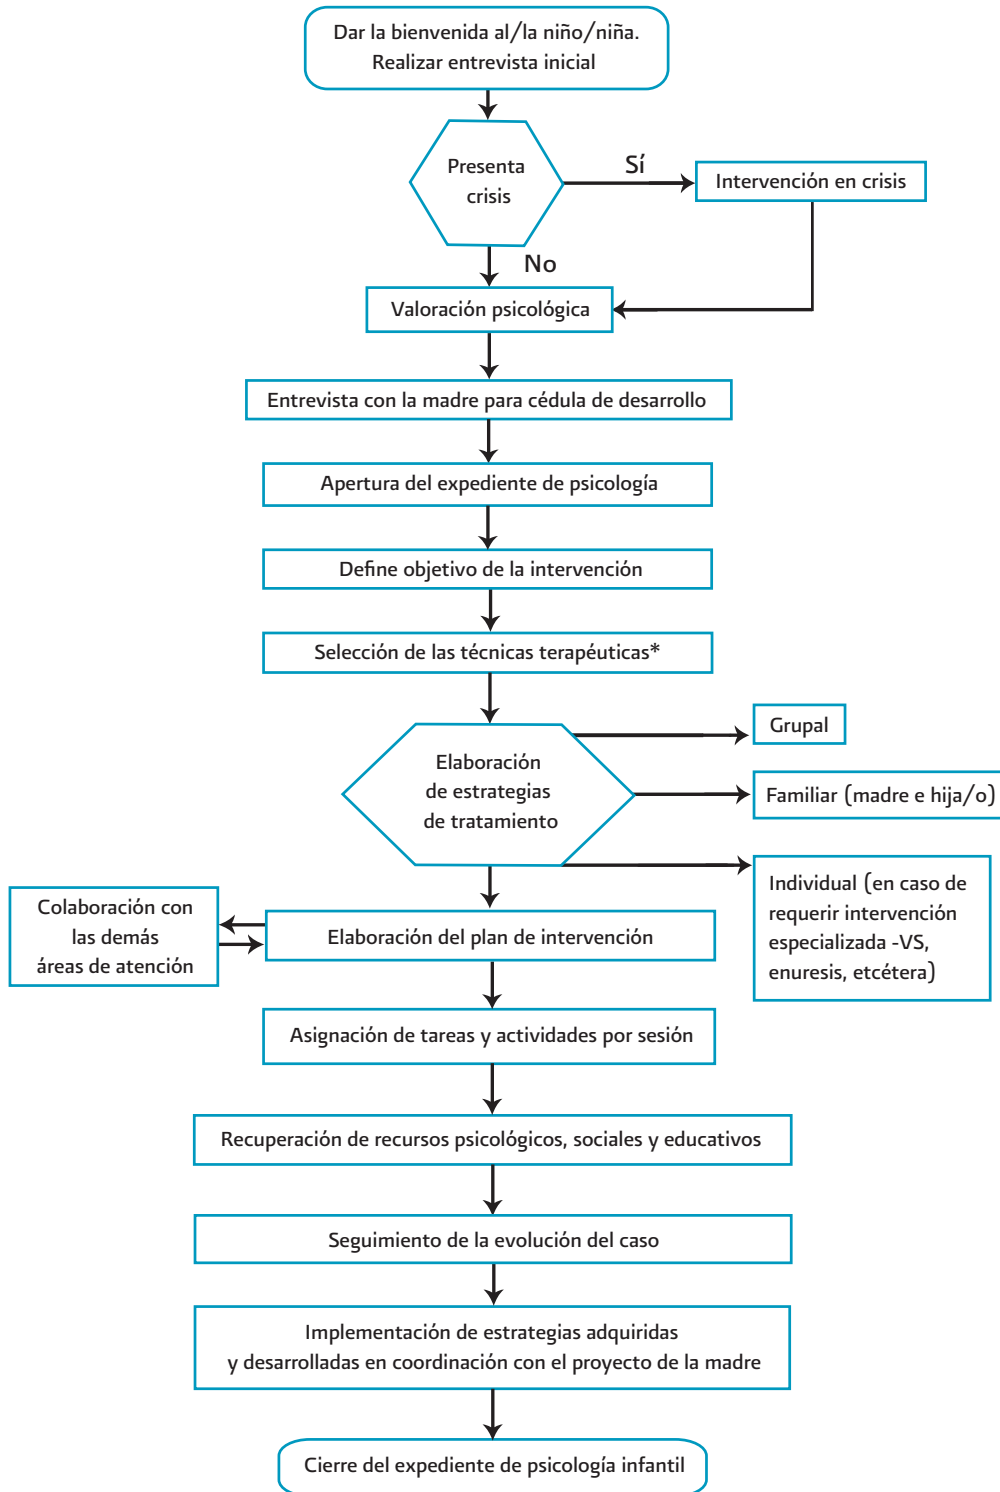 Dar la bienvenida al/la niño/niña.
Realizar entrevista inicial
Presenta
crisis
Sí
Intervención en crisis
No
Valoración psicológica
Entrevista con la madre para cédula de desarrollo
Apertura del expediente de psicología
Define objetivo de la intervención
Selección de las técnicas terapéuticas*
Elaboración
de estrategias
de tratamiento
Grupal
Familiar (madre e hija/o)
Individual (en caso de
requerir intervención
especializada -VS,
enuresis, etcétera)
Colaboración con
las demás
áreas de atención
Elaboración del plan de intervención
Asignación de tareas y actividades por sesión
Recuperación de recursos psicológicos, sociales y educativos
Seguimiento de la evolución del caso
Implementación de estrategias adquiridas
y desarrolladas en coordinación con el proyecto de la madre
Cierre del expediente de psicología infantil